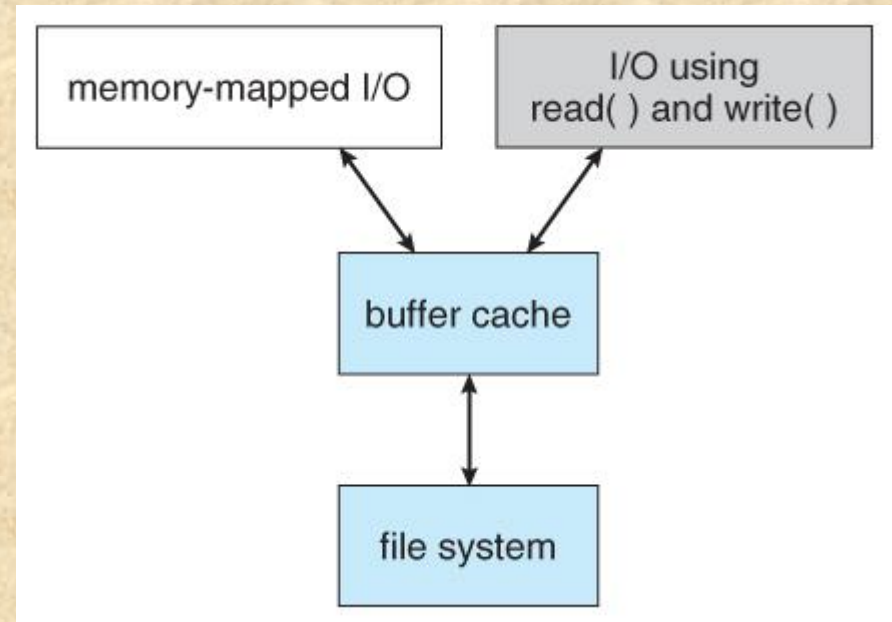 memory-mapped I/O
I/O using
read( ) and write( )
buffer cache
file system